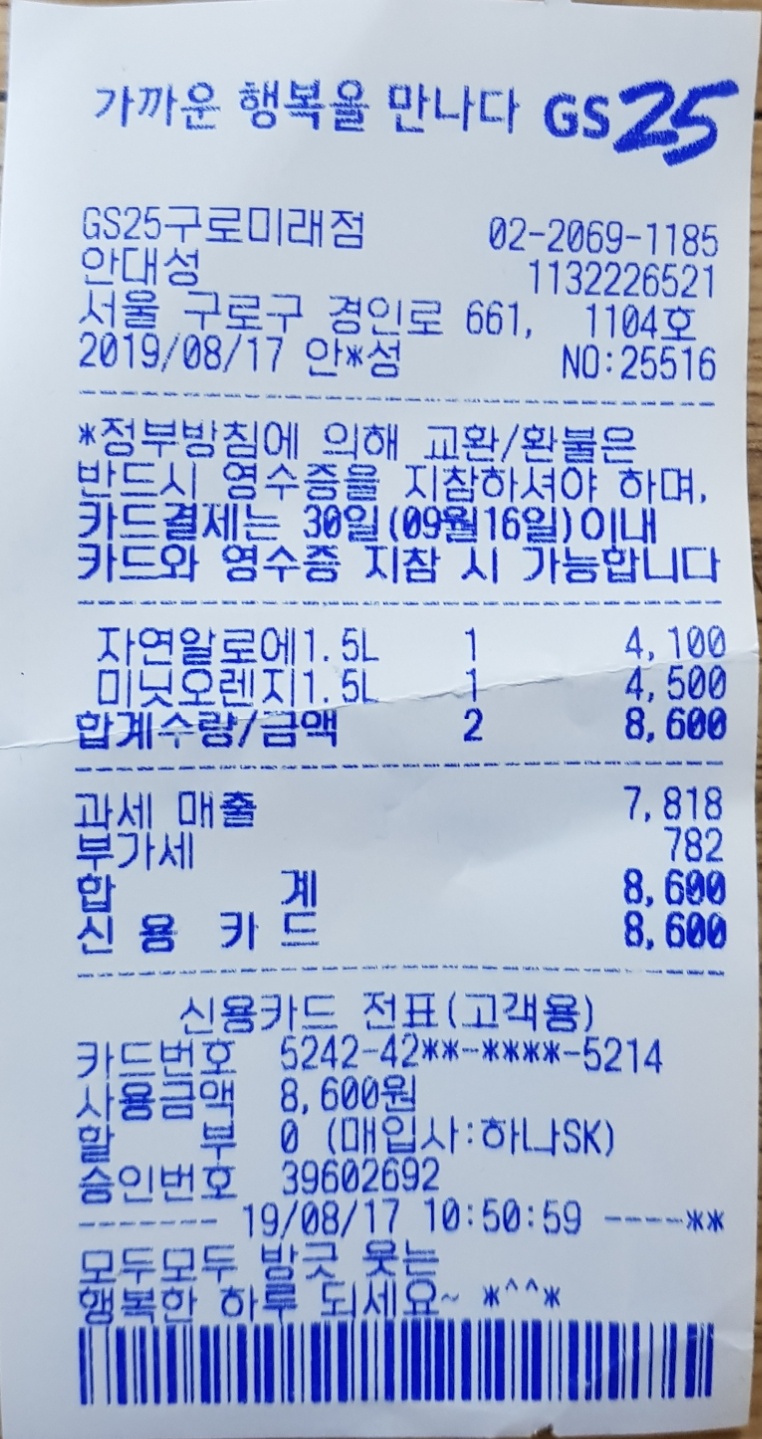 가까운 행복을 만나다 GS25
GS25구로미래점 02-2069-1185
안대성 1132226521
서울 구로구 경인로 661, 1104호
2019/08/17 안*성 NO:25516
*정부방침에 의해 교환/환불은
반드시 영수증을 지참하셔야 하며,
카드결제는 30일(09월16일)이내
카드와 영수증 지참 시 가능합니다
자연알로에1.5L 1 4,100
미닛오렌지1.5L 1 4,500
합계수량/금액 2 8,600
과세 매출 7,818
부가세 782
합 계 8,600
신 용 카 드 8,600
신용카드 전표(고객용)
카드번호 5242-42**-****-5214
사용금액 8,600원
할 부 0 (매입사:하나SK)
승인번호 39602692
------- 19/08/17 10:50:59 ----**
모두모두 방긋 웃는
행복한 하루 되세요~ *^^*